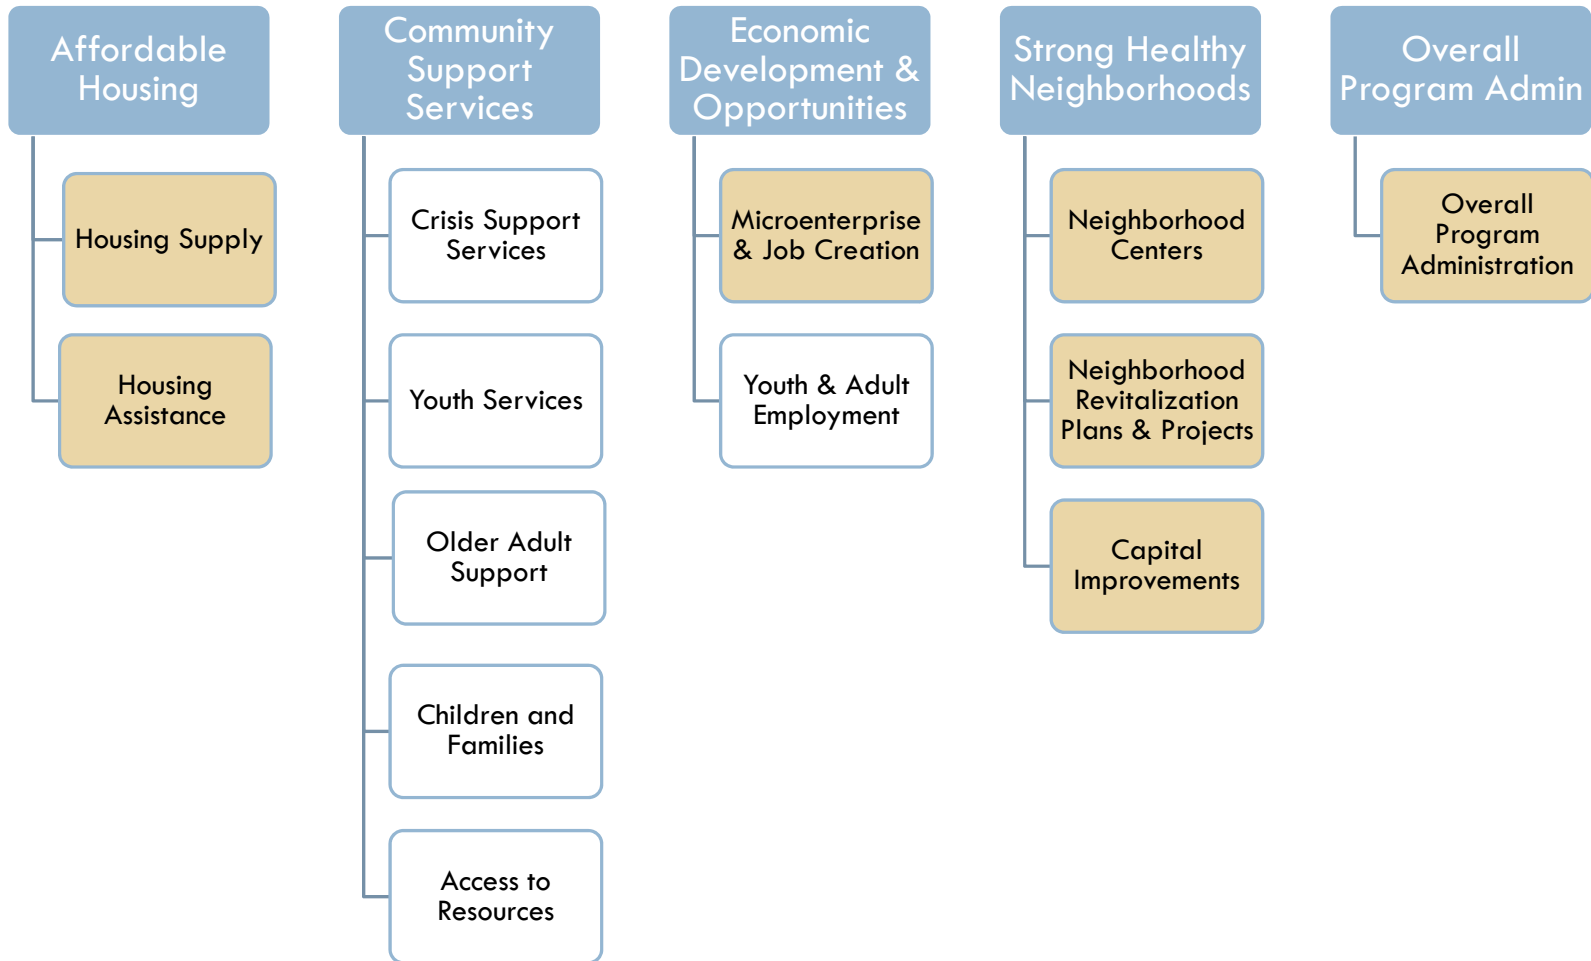 Affordable
Housing
Housing Supply
Housing
Assistance
Community
Support
Services
Crisis Support
Services
Youth Services
Older Adult
Support
Children and
Families
Access to
Resources
Economic
Development &
Opportunities
Microenterprise
& Job Creation
Youth & Adult
Employment
Strong Healthy
Neighborhoods
Neighborhood
Centers
Neighborhood
Revitalization
Plans & Projects
Capital
Improvements
Overall
Program Admin
Overall
Program
Administration